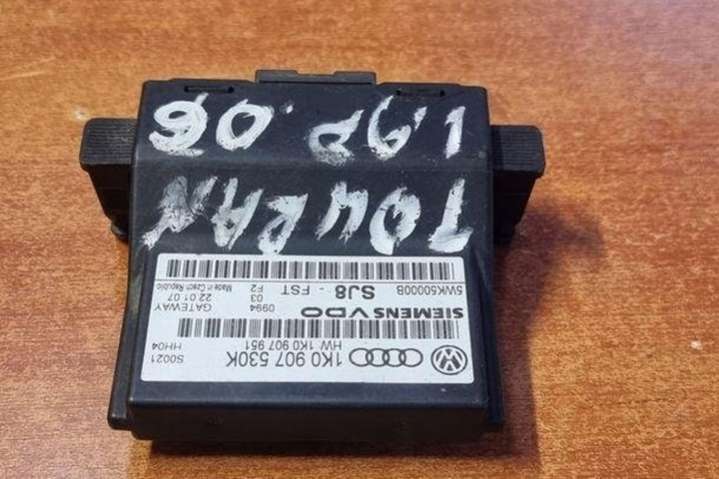 1K0 907 530K S0021
HW 1K0 907 951 HH04
SIEMENS VDO 0994 GATEWAY
03 22.01.07
5WK50000B SJ8 - FST F2 Made in Czech Republic
TOURAN
1.9D .06